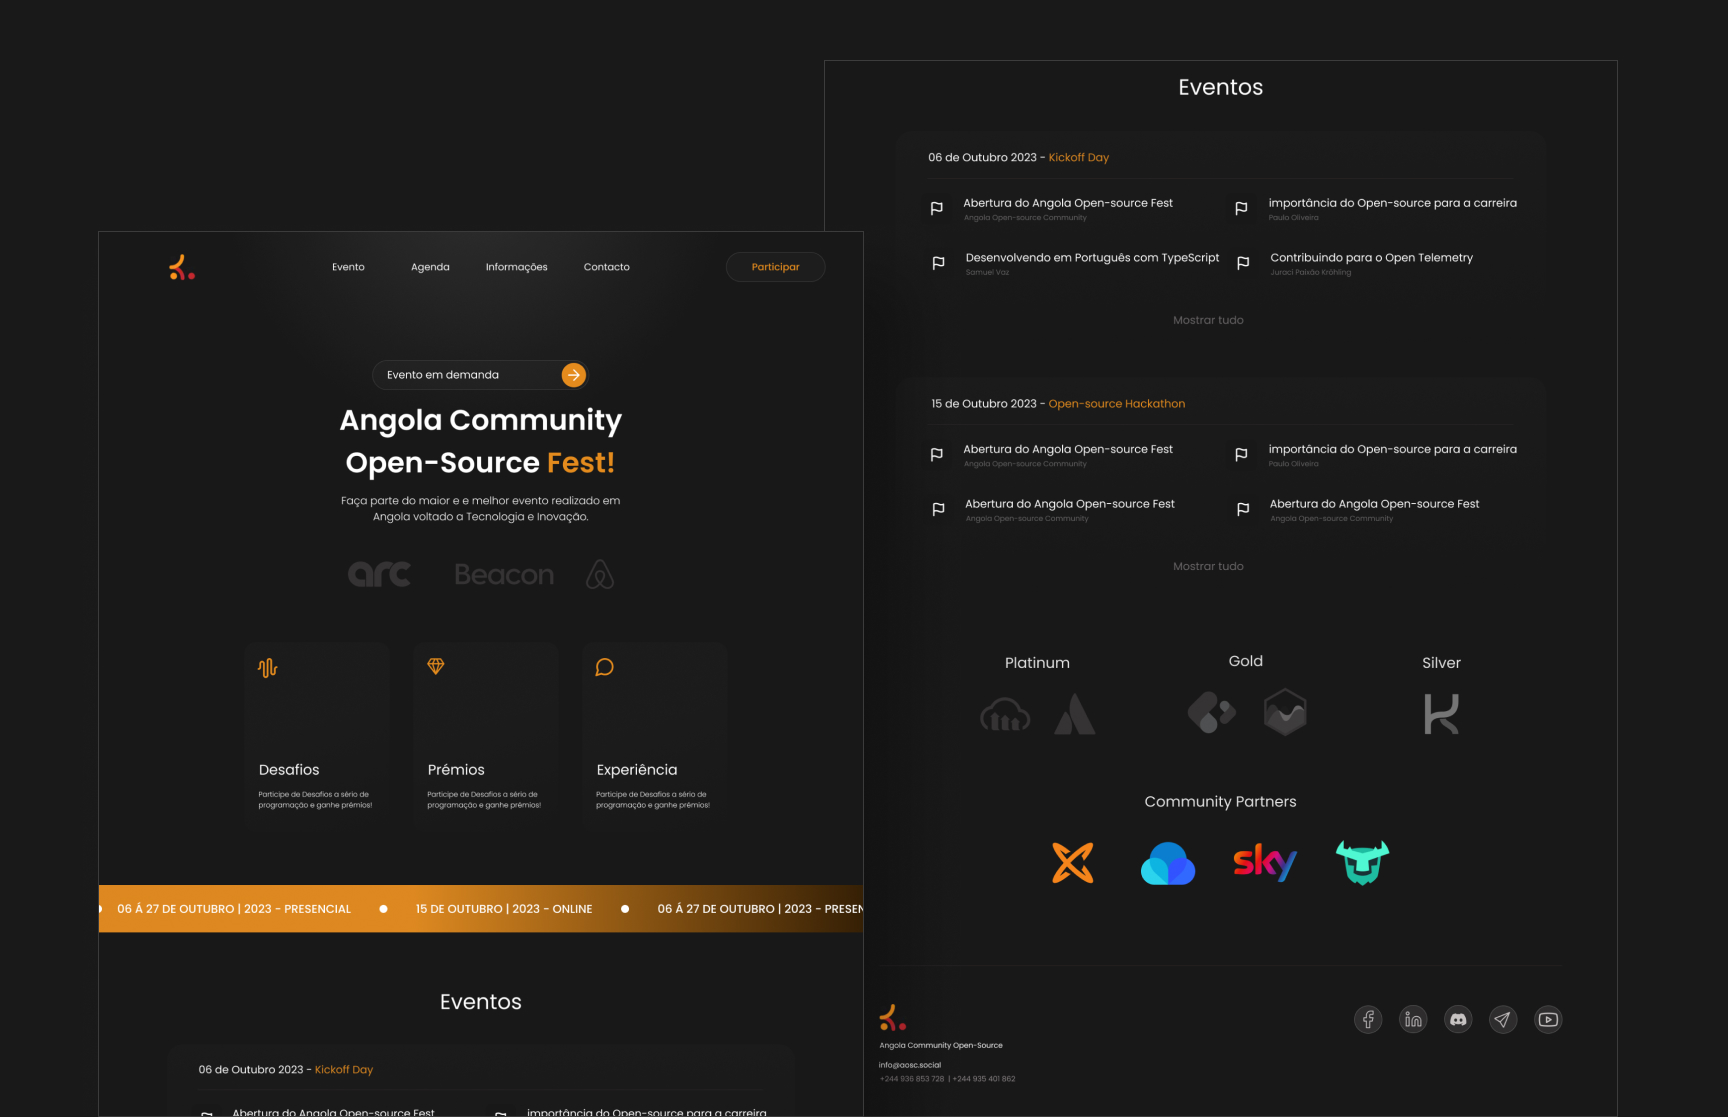 Evento
Agenda
Informações
Contacto
Participar
Evento em demanda
Angola Community
Open-Source Fest!
Faça parte do maior e e melhor evento realizado em
Angola voltado a Tecnologia e Inovação.
arc
Beacon
Desafios
Participe de Desafios a sério de
programação e ganhe prémios!
Prémios
Participe de Desafios a sério de
programação e ganhe prémios!
Experiência
Participe de Desafios a sério de
programação e ganhe prémios!
06 Á 27 DE OUTUBRO | 2023 - PRESENCIAL
15 DE OUTUBRO | 2023 - ONLINE
06 Á 27 DE OUTUBRO | 2023 - PRESEN
Eventos
06 de Outubro 2023 - Kickoff Day
Abertura do Angola Open-source Fest
importância do Open-source para a carreira
Eventos
06 de Outubro 2023 - Kickoff Day
Abertura do Angola Open-source Fest
Angola Open-source Community
importância do Open-source para a carreira
Paulo Oliveira
Desenvolvendo em Português com TypeScript
Samuel Vaz
Contribuindo para o Open Telemetry
Juraci Paixão Kröhling
Mostrar tudo
15 de Outubro 2023 - Open-source Hackathon
Abertura do Angola Open-source Fest
Angola Open-source Community
importância do Open-source para a carreira
Paulo Oliveira
Abertura do Angola Open-source Fest
Angola Open-source Community
Abertura do Angola Open-source Fest
Angola Open-source Community
Mostrar tudo
Platinum
Gold
Silver
Community Partners
sky
Angola Community Open-Source
info@aosc.social
+244 936 853 728 | +244 935 401 862